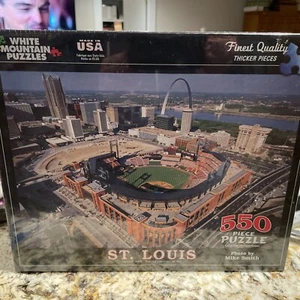 WHITE
MOUNTAIN
PUZZLES
MADE IN
USA
Finest Quality
THICKER PIECES
550
PIECE
PUZZLE
ST. LOUIS
Photo by
Mike Smith